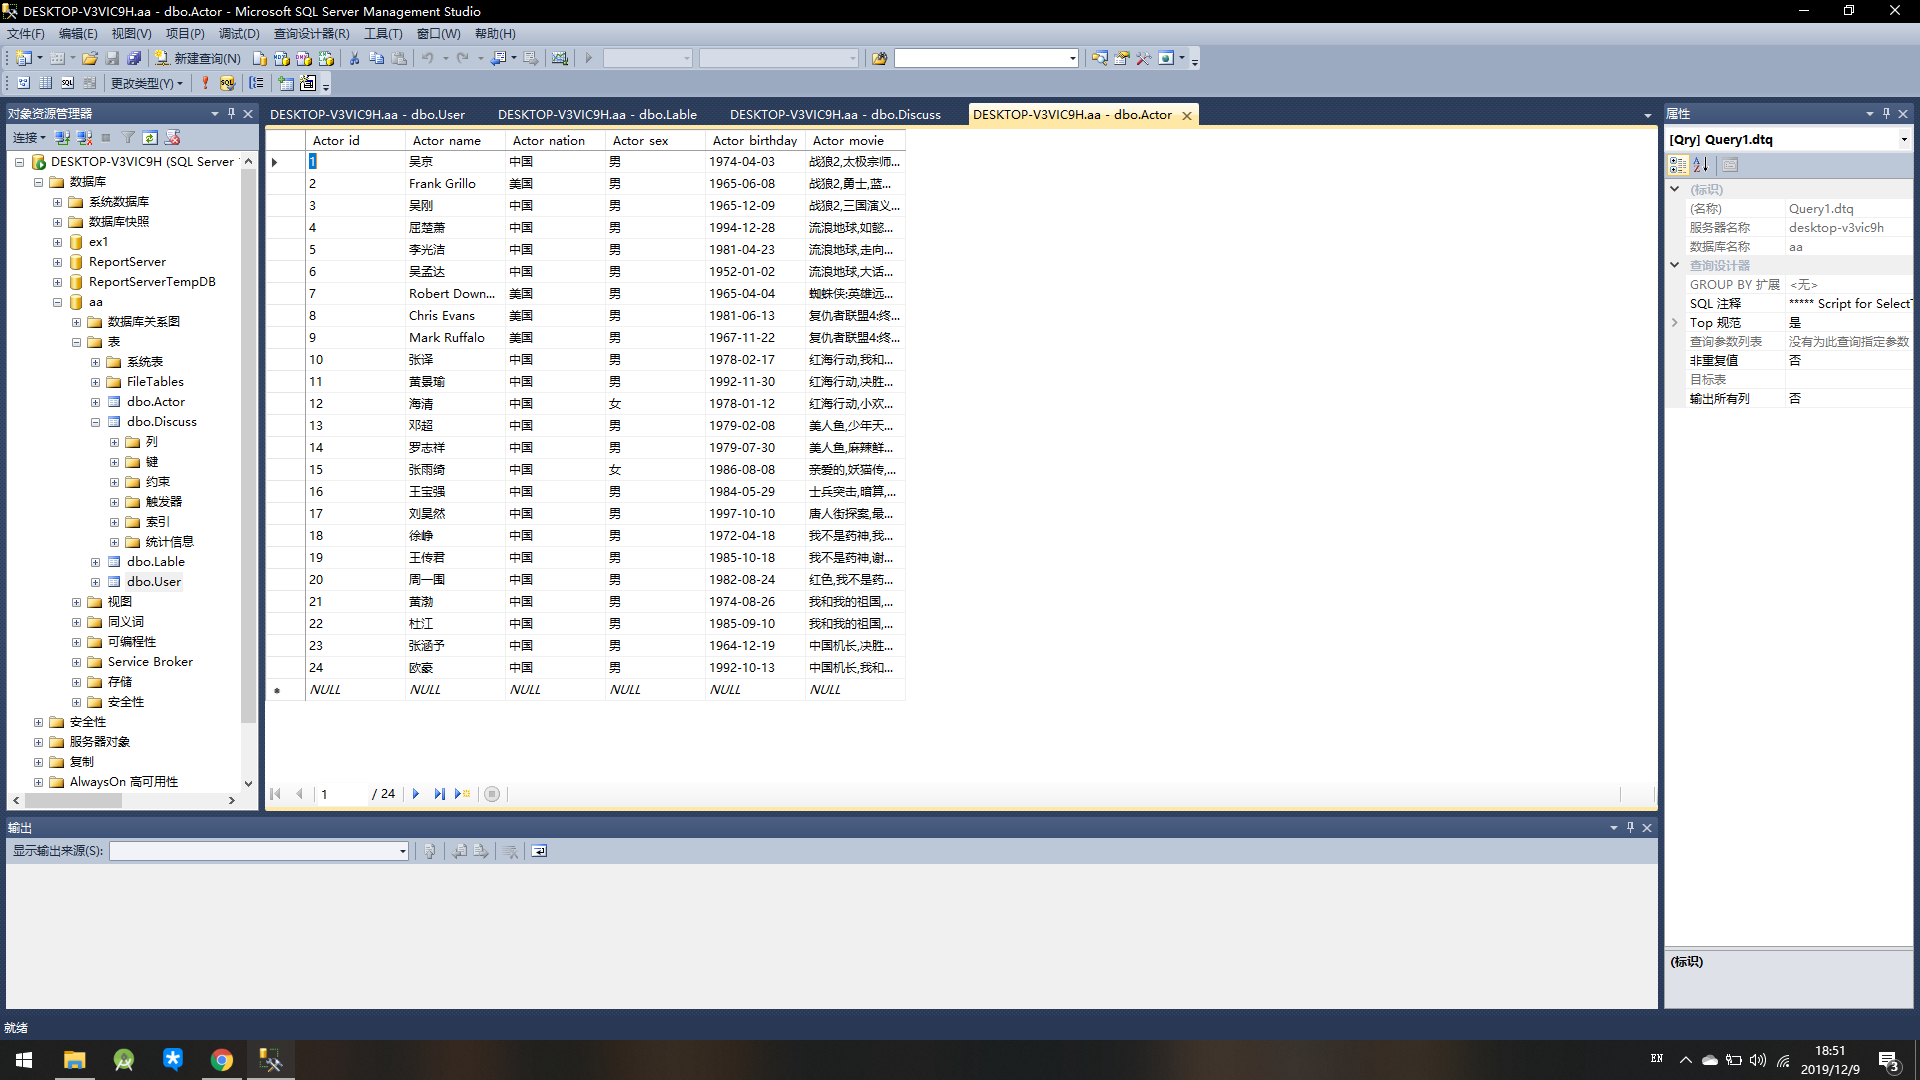 DESKTOP-V3VIC9H.aa - dbo.Actor - Microsoft SQL Server Management Studio
文件(F) 编辑(E) 视图(V) 项目(P) 调试(D) 查询设计器(R) 工具(T) 窗口(W) 帮助(H)
新建查询(N)
更改类型(Y)
对象资源管理器
连接
DESKTOP-V3VIC9H (SQL Server
数据库
系统数据库
数据库快照
ex1
ReportServer
ReportServerTempDB
aa
数据库关系图
表
系统表
FileTables
dbo.Actor
dbo.Discuss
列
键
约束
触发器
索引
统计信息
dbo.Lable
dbo.User
视图
同义词
可编程性
Service Broker
存储
安全性
安全性
服务器对象
复制
AlwaysOn 高可用性
DESKTOP-V3VIC9H.aa - dbo.User DESKTOP-V3VIC9H.aa - dbo.Lable DESKTOP-V3VIC9H.aa - dbo.Discuss DESKTOP-V3VIC9H.aa - dbo.Actor
Actor id Actor name Actor nation Actor sex Actor birthday Actor movie
1 吴京 中国 男 1974-04-03 战狼2,太极宗师...
2 Frank Grillo 美国 男 1965-06-08 战狼2,勇士,蓝...
3 吴刚 中国 男 1965-12-09 战狼2,三国演义...
4 屈楚萧 中国 男 1994-12-28 流浪地球,如懿...
5 李光洁 中国 男 1981-04-23 流浪地球,走向...
6 吴孟达 中国 男 1952-01-02 流浪地球,大话...
7 Robert Down... 美国 男 1965-04-04 蜘蛛侠:英雄远...
8 Chris Evans 美国 男 1981-06-13 复仇者联盟4:终...
9 Mark Ruffalo 美国 男 1967-11-22 复仇者联盟4:终...
10 张译 中国 男 1978-02-17 红海行动,我和...
11 黄景瑜 中国 男 1992-11-30 红海行动,决胜...
12 海清 中国 女 1978-01-12 红海行动,小欢...
13 邓超 中国 男 1979-02-08 美人鱼,少年天...
14 罗志祥 中国 男 1979-07-30 美人鱼,麻辣鲜...
15 张雨绮 中国 女 1986-08-08 亲爱的,妖猫传,...
16 王宝强 中国 男 1984-05-29 士兵突击,暗算,...
17 刘昊然 中国 男 1997-10-10 唐人街探案,最...
18 徐峥 中国 男 1972-04-18 我不是药神,我...
19 王传君 中国 男 1985-10-18 我不是药神,谢...
20 周一围 中国 男 1982-08-24 红色,我不是药...
21 黄渤 中国 男 1974-08-26 我和我的祖国,...
22 杜江 中国 男 1985-09-10 我和我的祖国,...
23 张涵予 中国 男 1964-12-19 中国机长,决胜...
24 欧豪 中国 男 1992-10-13 中国机长,我和...
NULL NULL NULL NULL NULL NULL
1 / 24
属性
[Qry] Query1.dtq
(标识)
(名称) Query1.dtq
服务器名称 desktop-v3vic9h
数据库名称 aa
查询设计器
GROUP BY 扩展 <无>
SQL 注释 ***** Script for SelectT
Top 规范 是
查询参数列表 没有为此查询指定参数
非重复值 否
目标表
输出所有列 否
(标识)
输出
显示输出来源(S):
就绪
EN
18:51
2019/12/9
3